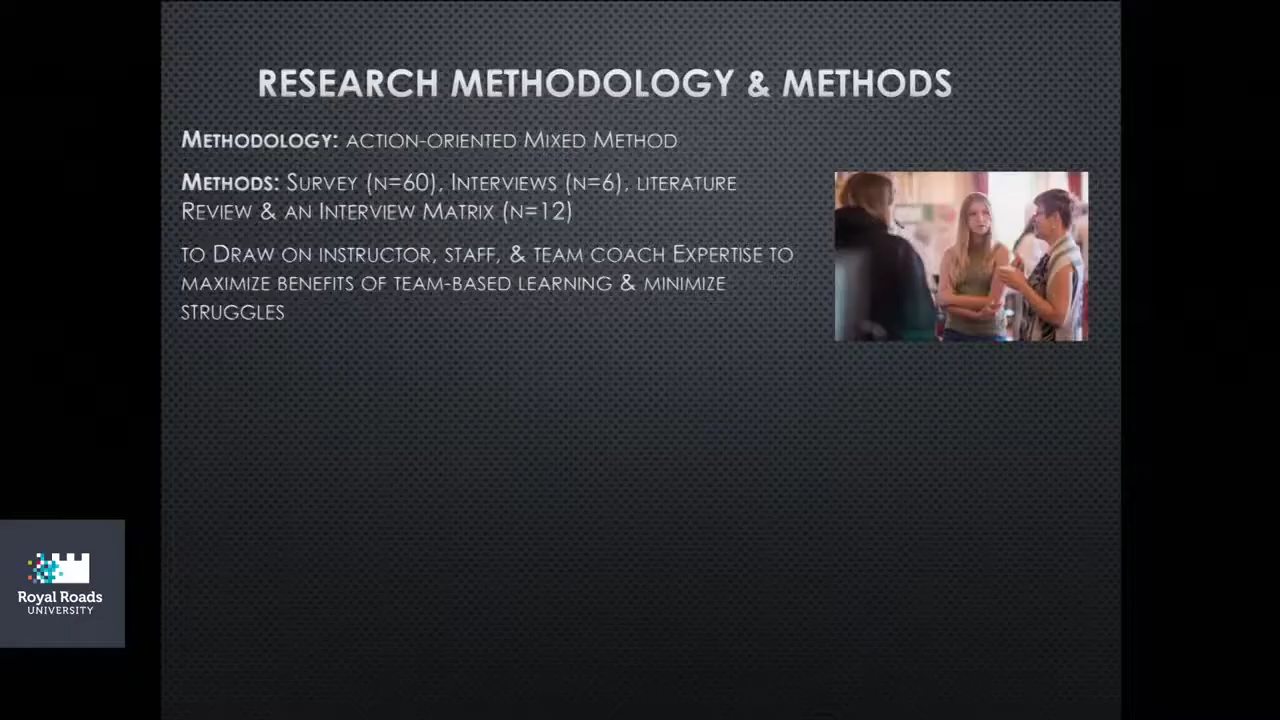 RESEARCH METHODOLOGY & METHODS
METHODOLOGY: ACTION-ORIENTED MIXED METHOD
METHODS: SURVEY (N=60), INTERVIEWS (N=6), LITERATURE
REVIEW & AN INTERVIEW MATRIX (N=12)
TO DRAW ON INSTRUCTOR, STAFF, & TEAM COACH EXPERTISE TO
MAXIMIZE BENEFITS OF TEAM-BASED LEARNING & MINIMIZE
STRUGGLES
Royal Roads
UNIVERSITY